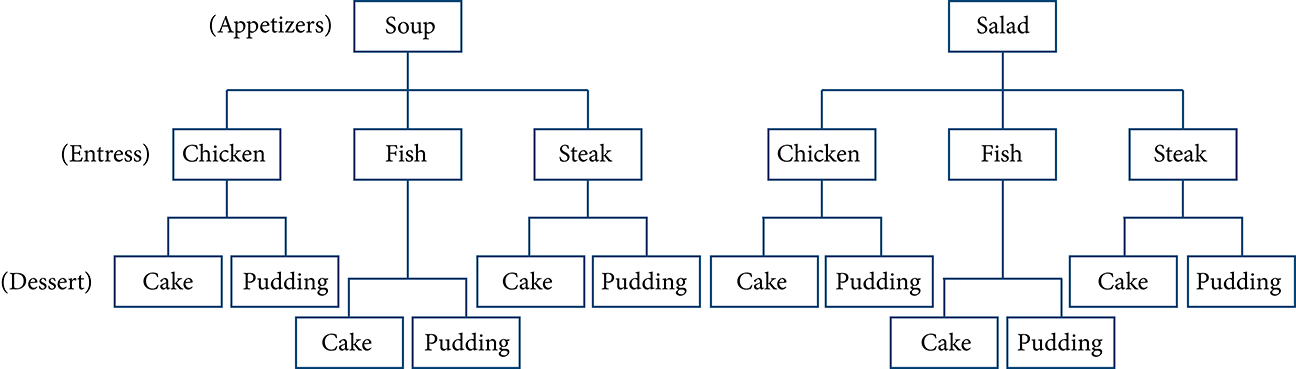 (Appetizers) Soup Salad
(Entress) Chicken Fish Steak Chicken Fish Steak
(Dessert) Cake Pudding Cake Pudding Cake Pudding Cake Pudding
Cake Pudding Cake Pudding